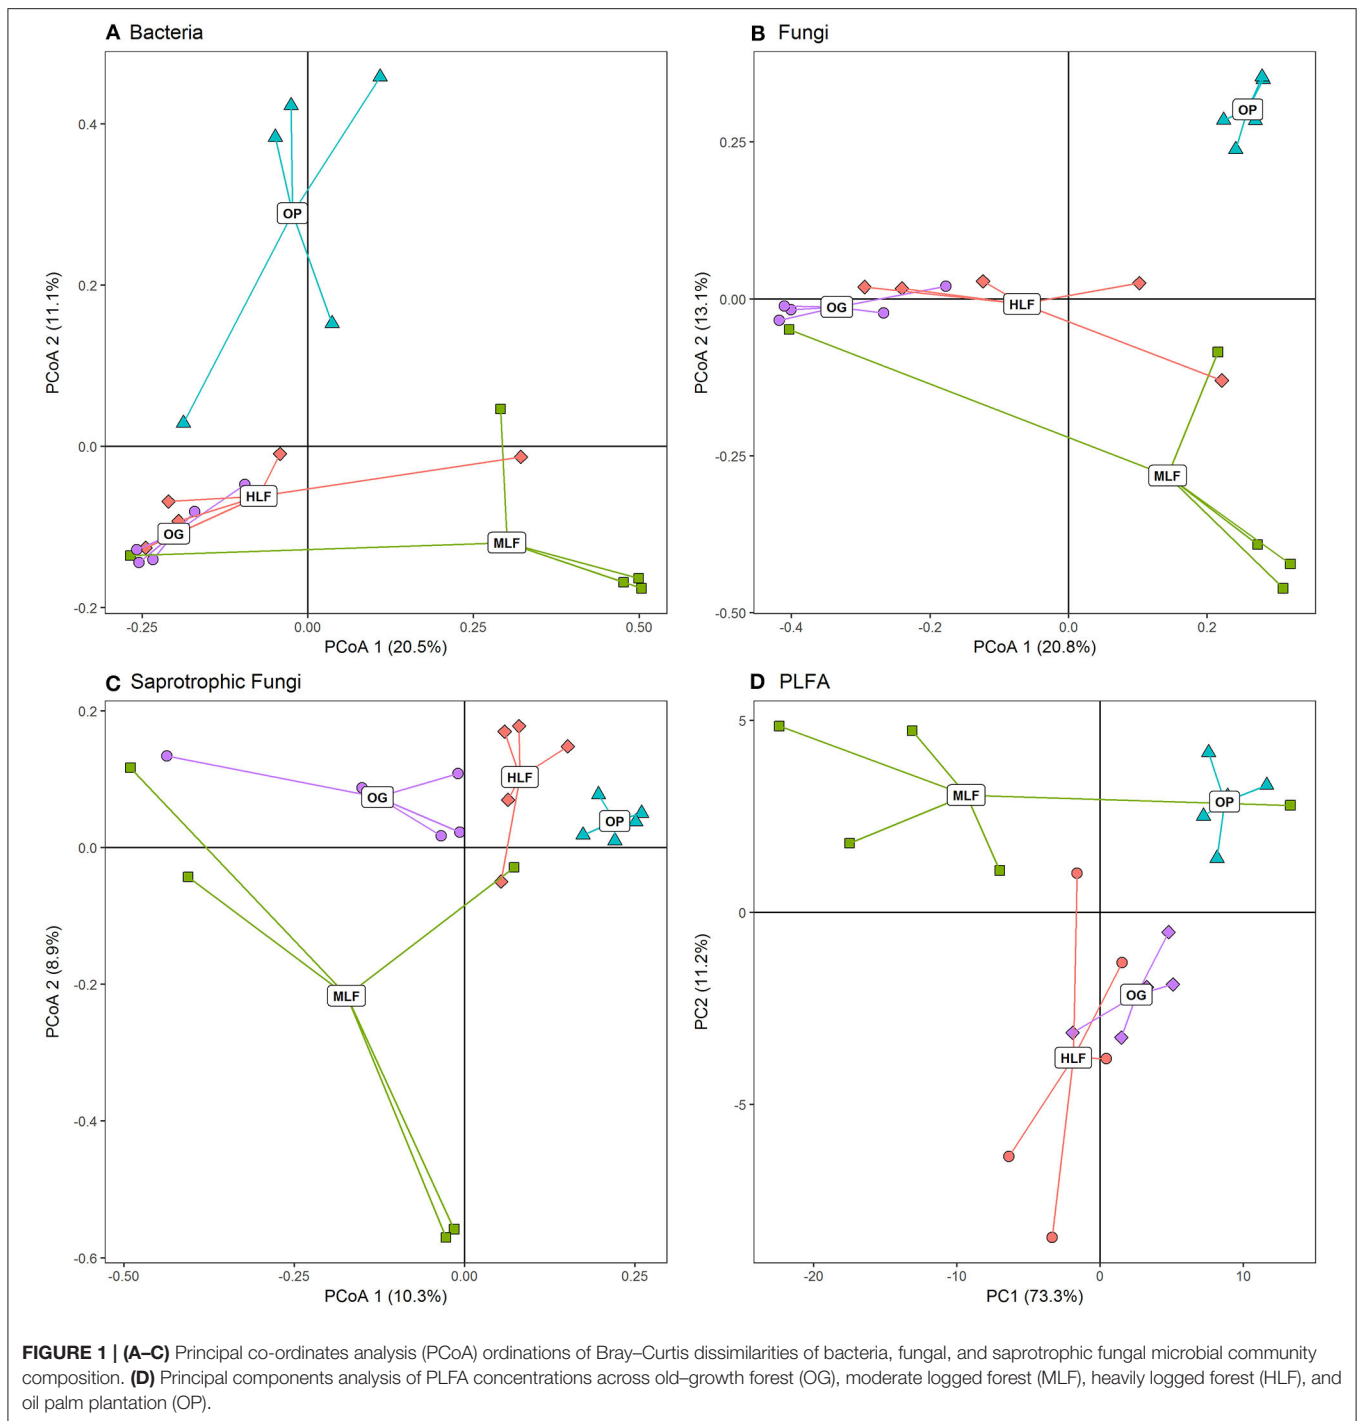 A Bacteria
0.4
0.2
0.0
-0.2
PCoA 2 (11.1%)
OP
HLF
OG
MLF
-0.25
0.00
0.25
0.50
PCoA 1 (20.5%)
B Fungi
0.25
0.00
-0.25
-0.50
PCoA 2 (13.1%)
OP
OG
HLF
MLF
-0.4
-0.2
0.0
0.2
PCoA 1 (20.8%)
C Saprotrophic Fungi
0.2
0.0
-0.2
-0.4
-0.6
PCoA 2 (8.9%)
HLF
OG
OP
MLF
-0.50
-0.25
0.00
0.25
PCoA 1 (10.3%)
D PLFA
5
0
-5
PC2 (11.2%)
MLF
OP
OG
HLF
-20
-10
0
10
PC1 (73.3%)
FIGURE 1 | (A–C) Principal co-ordinates analysis (PCoA) ordinations of Bray–Curtis dissimilarities of bacteria, fungal, and saprotrophic fungal microbial community
composition. (D) Principal components analysis of PLFA concentrations across old–growth forest (OG), moderate logged forest (MLF), heavily logged forest (HLF), and
oil palm plantation (OP).